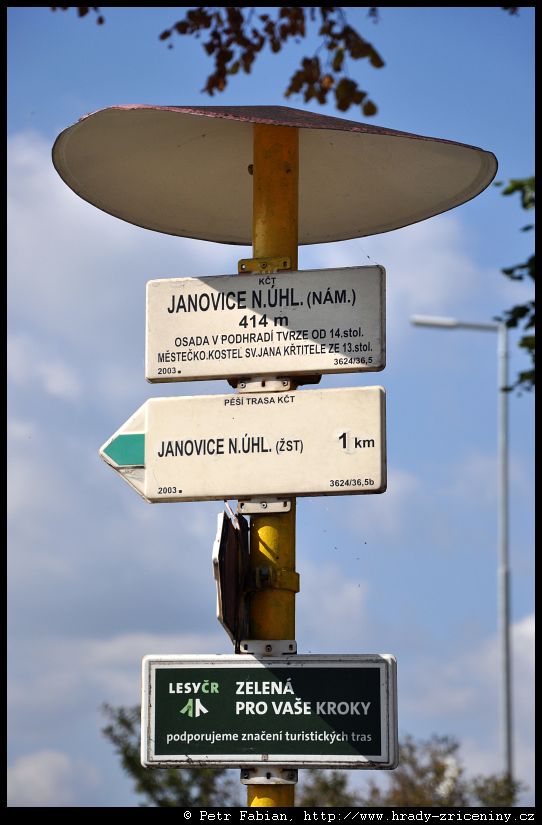 KČT
JANOVICE N.ÚHL. (NÁM.)
414 m
OSADA V PODHRADÍ TVRZE OD 14.stol.
MĚSTEČKO.KOSTEL SV.JANA KŘTITELE ZE 13.stol.
2003 3624/36,5
PĚŠÍ TRASA KČT
JANOVICE N.ÚHL. (ŽST) 1 km
2003 3624/36,5b
LESY ČR
ZELENÁ
PRO VAŠE KROKY
podporujeme značení turistických tras
© Petr Fabian, http://www.hrady-zriceniny.cz